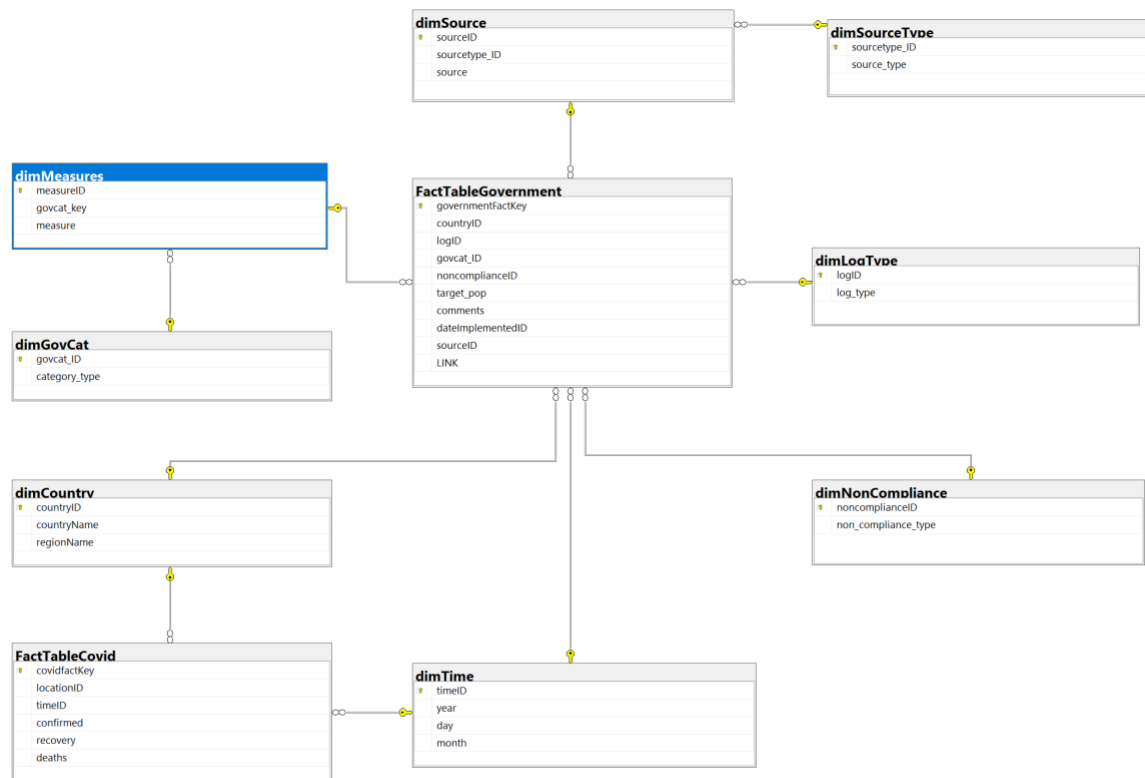 dimSource
sourceID
sourcetype_ID
source
dimSourceType
sourcetype_ID
source_type
dimMeasures
measureID
govcat_key
measure
FactTableGovernment
governmentFactKey
countryID
logID
govcat_ID
noncomplianceID
target_pop
comments
dateImplementedID
sourceID
LINK
dimLogType
logID
log_type
dimGovCat
govcat_ID
category_type
dimCountry
countryID
countryName
regionName
dimNonCompliance
noncomplianceID
non_compliance_type
FactTableCovid
covidfactKey
locationID
timeID
confirmed
recovery
deaths
dimTime
timeID
year
day
month